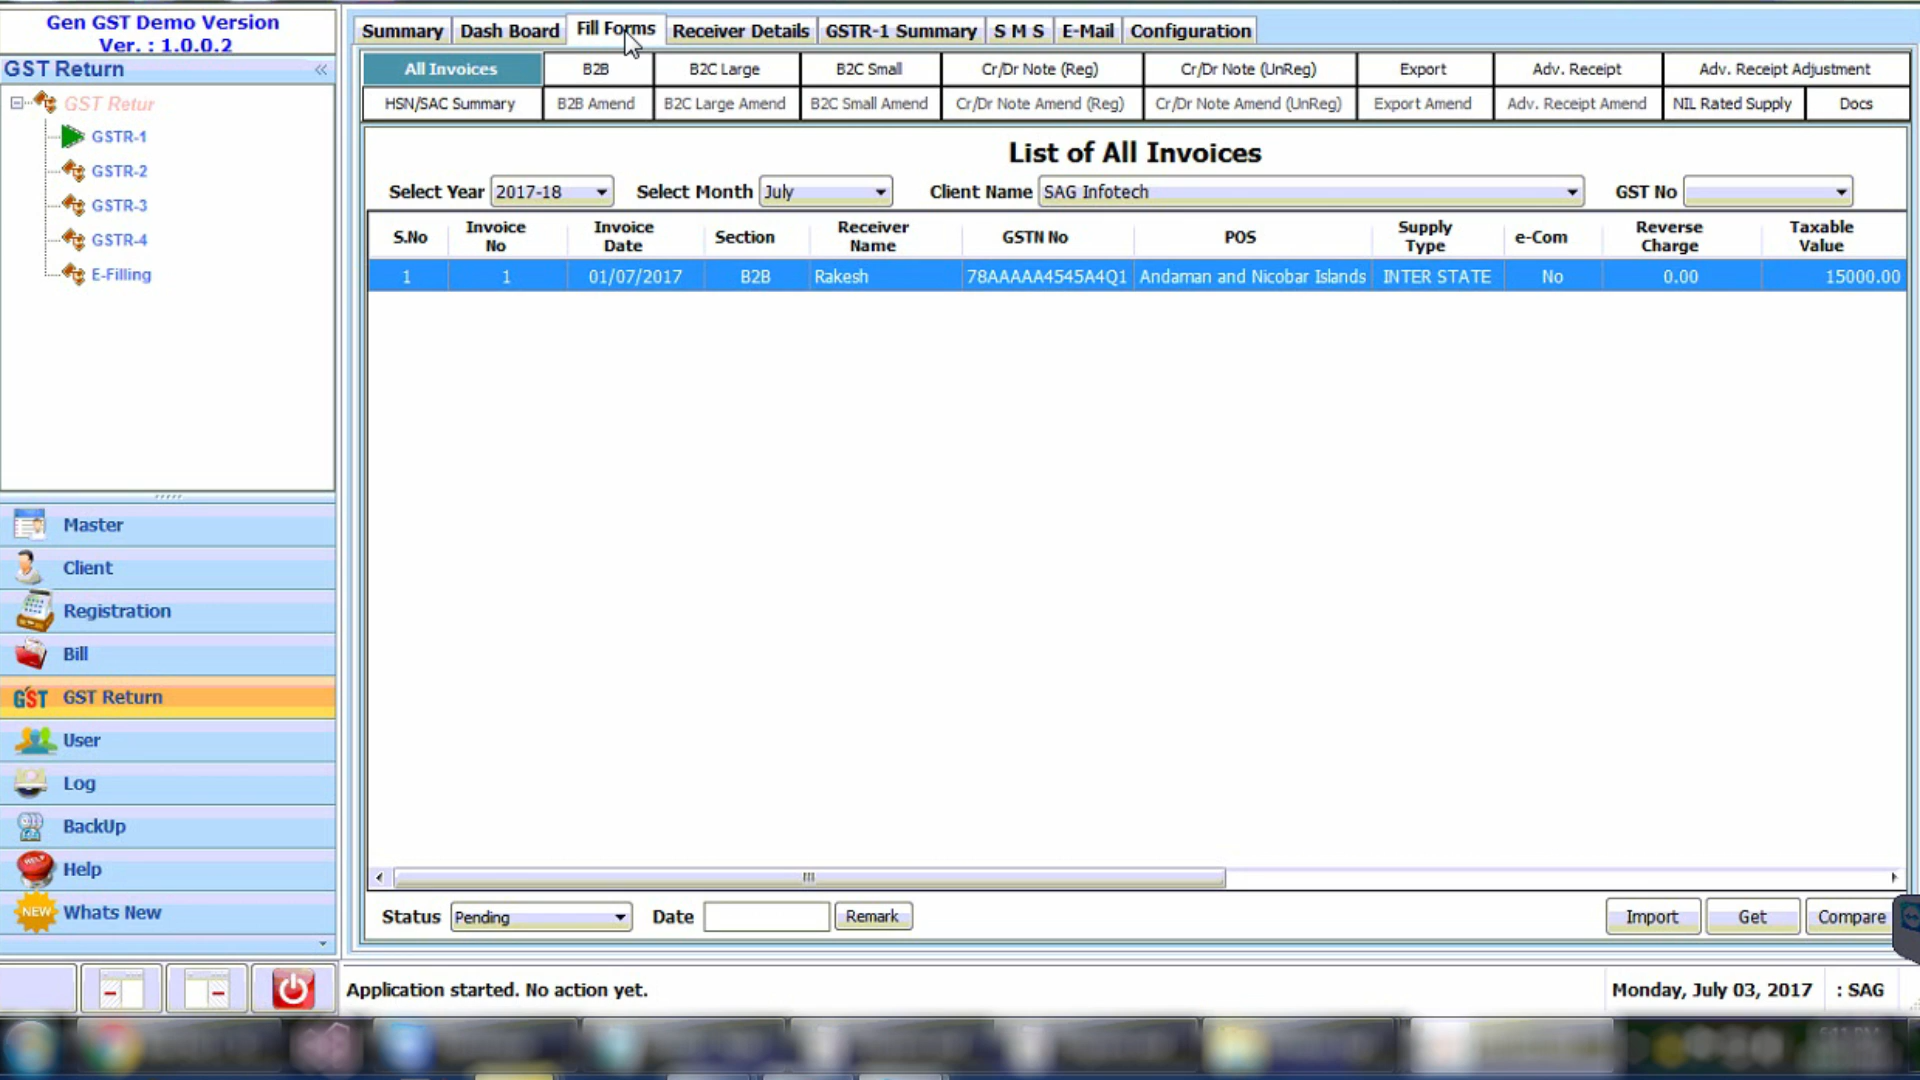 Gen GST Demo Version
Ver. : 1.0.0.2
GST Return
GST Retur
GSTR-1
GSTR-2
GSTR-3
GSTR-4
E-Filling
Master
Client
Registration
Bill
GST GST Return
User
Log
BackUp
HELP Help
NEW Whats New
Summary Dash Board Fill Forms Receiver Details GSTR-1 Summary S M S E-Mail Configuration
All Invoices B2B B2C Large B2C Small Cr/Dr Note (Reg) Cr/Dr Note (UnReg) Export Adv. Receipt Adv. Receipt Adjustment
HSN/SAC Summary B2B Amend B2C Large Amend B2C Small Amend Cr/Dr Note Amend (Reg) Cr/Dr Note Amend (UnReg) Export Amend Adv. Receipt Amend NIL Rated Supply Docs
List of All Invoices
Select Year 2017-18 Select Month July Client Name SAG Infotech GST No
S.No Invoice No Invoice Date Section Receiver Name GSTN No POS Supply Type e-Com Reverse Charge Taxable Value
1 1 01/07/2017 B2B Rakesh 78AAAAA4545A4Q1 Andaman and Nicobar Islands INTER STATE No 0.00 15000.00
Status Pending Date Remark Import Get Compare
Application started. No action yet. Monday, July 03, 2017 : SAG